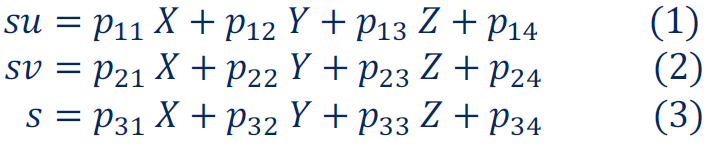 su = p₁₁ X + p₁₂ Y + p₁₃ Z + p₁₄ (1)
sv = p₂₁ X + p₂₂ Y + p₂₃ Z + p₂₄ (2)
s = p₃₁ X + p₃₂ Y + p₃₃ Z + p₃₄ (3)